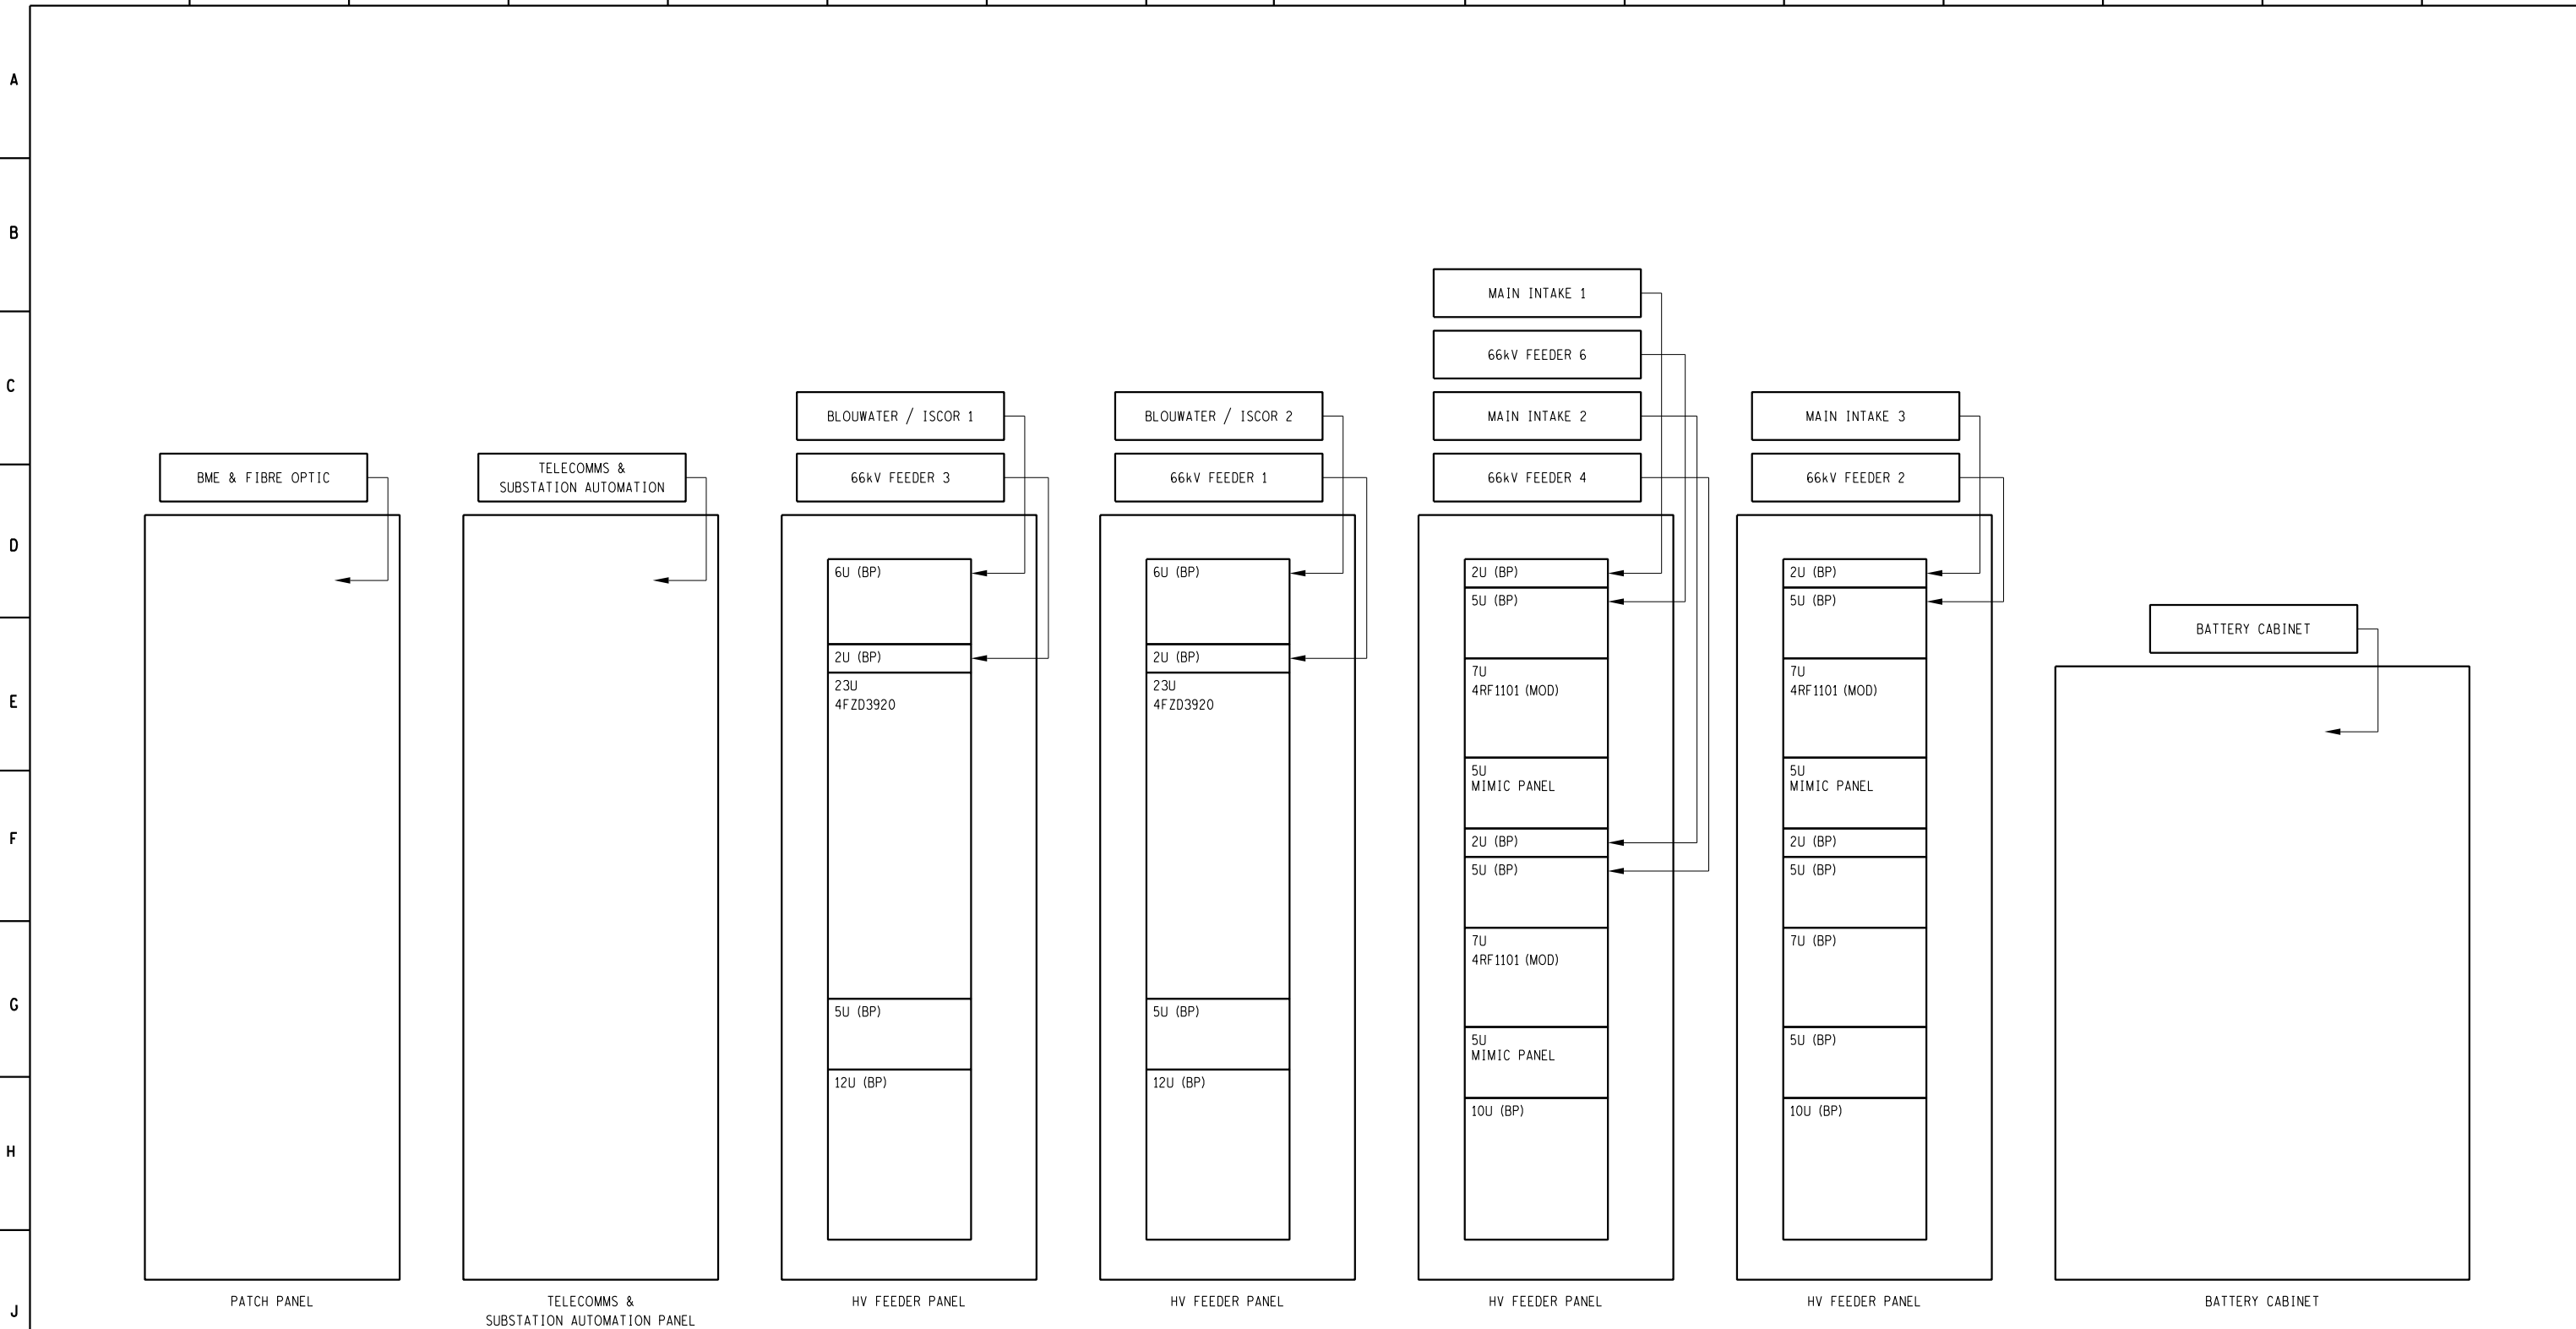 A
B
C
D
E
F
G
H
J
BME & FIBRE OPTIC
PATCH PANEL
TELECOMMS &
SUBSTATION AUTOMATION
TELECOMMS &
SUBSTATION AUTOMATION PANEL
BLOUWATER / ISCOR 1
66kV FEEDER 3
6U (BP)
2U (BP)
23U
4FZD3920
5U (BP)
12U (BP)
HV FEEDER PANEL
BLOUWATER / ISCOR 2
66kV FEEDER 1
6U (BP)
2U (BP)
23U
4FZD3920
5U (BP)
12U (BP)
HV FEEDER PANEL
MAIN INTAKE 1
66kV FEEDER 6
MAIN INTAKE 2
66kV FEEDER 4
2U (BP)
5U (BP)
7U
4RF1101 (MOD)
5U
MIMIC PANEL
2U (BP)
5U (BP)
7U
4RF1101 (MOD)
5U
MIMIC PANEL
10U (BP)
HV FEEDER PANEL
MAIN INTAKE 3
66kV FEEDER 2
2U (BP)
5U (BP)
7U
4RF1101 (MOD)
5U
MIMIC PANEL
2U (BP)
5U (BP)
7U (BP)
5U (BP)
10U (BP)
HV FEEDER PANEL
BATTERY CABINET
BATTERY CABINET